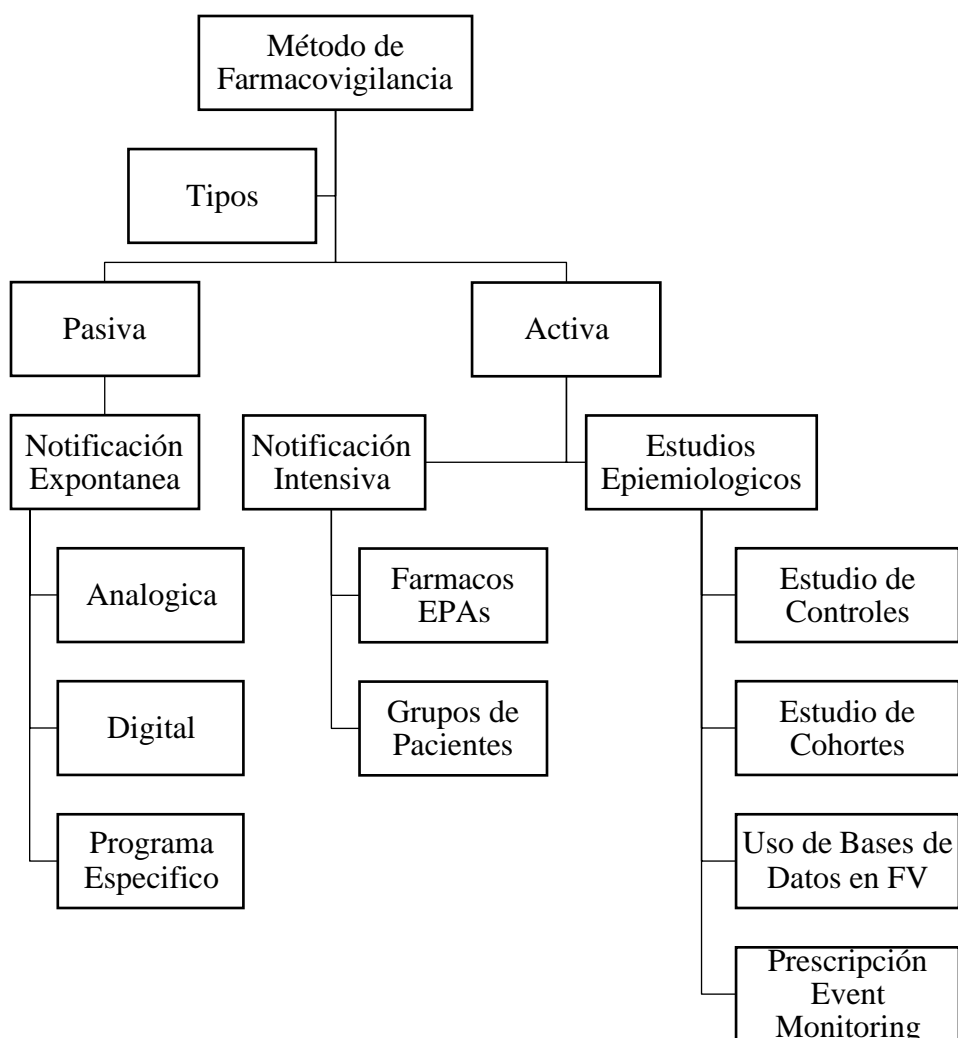 Método de
Farmacovigilancia
Tipos
Pasiva
Activa
Notificación
Expontanea
Notificación
Intensiva
Estudios
Epiemiologicos
Analogica
Digital
Programa
Especifico
Farmacos
EPAs
Grupos de
Pacientes
Estudio de
Controles
Estudio de
Cohortes
Uso de Bases de
Datos en FV
Prescripción
Event
Monitoring